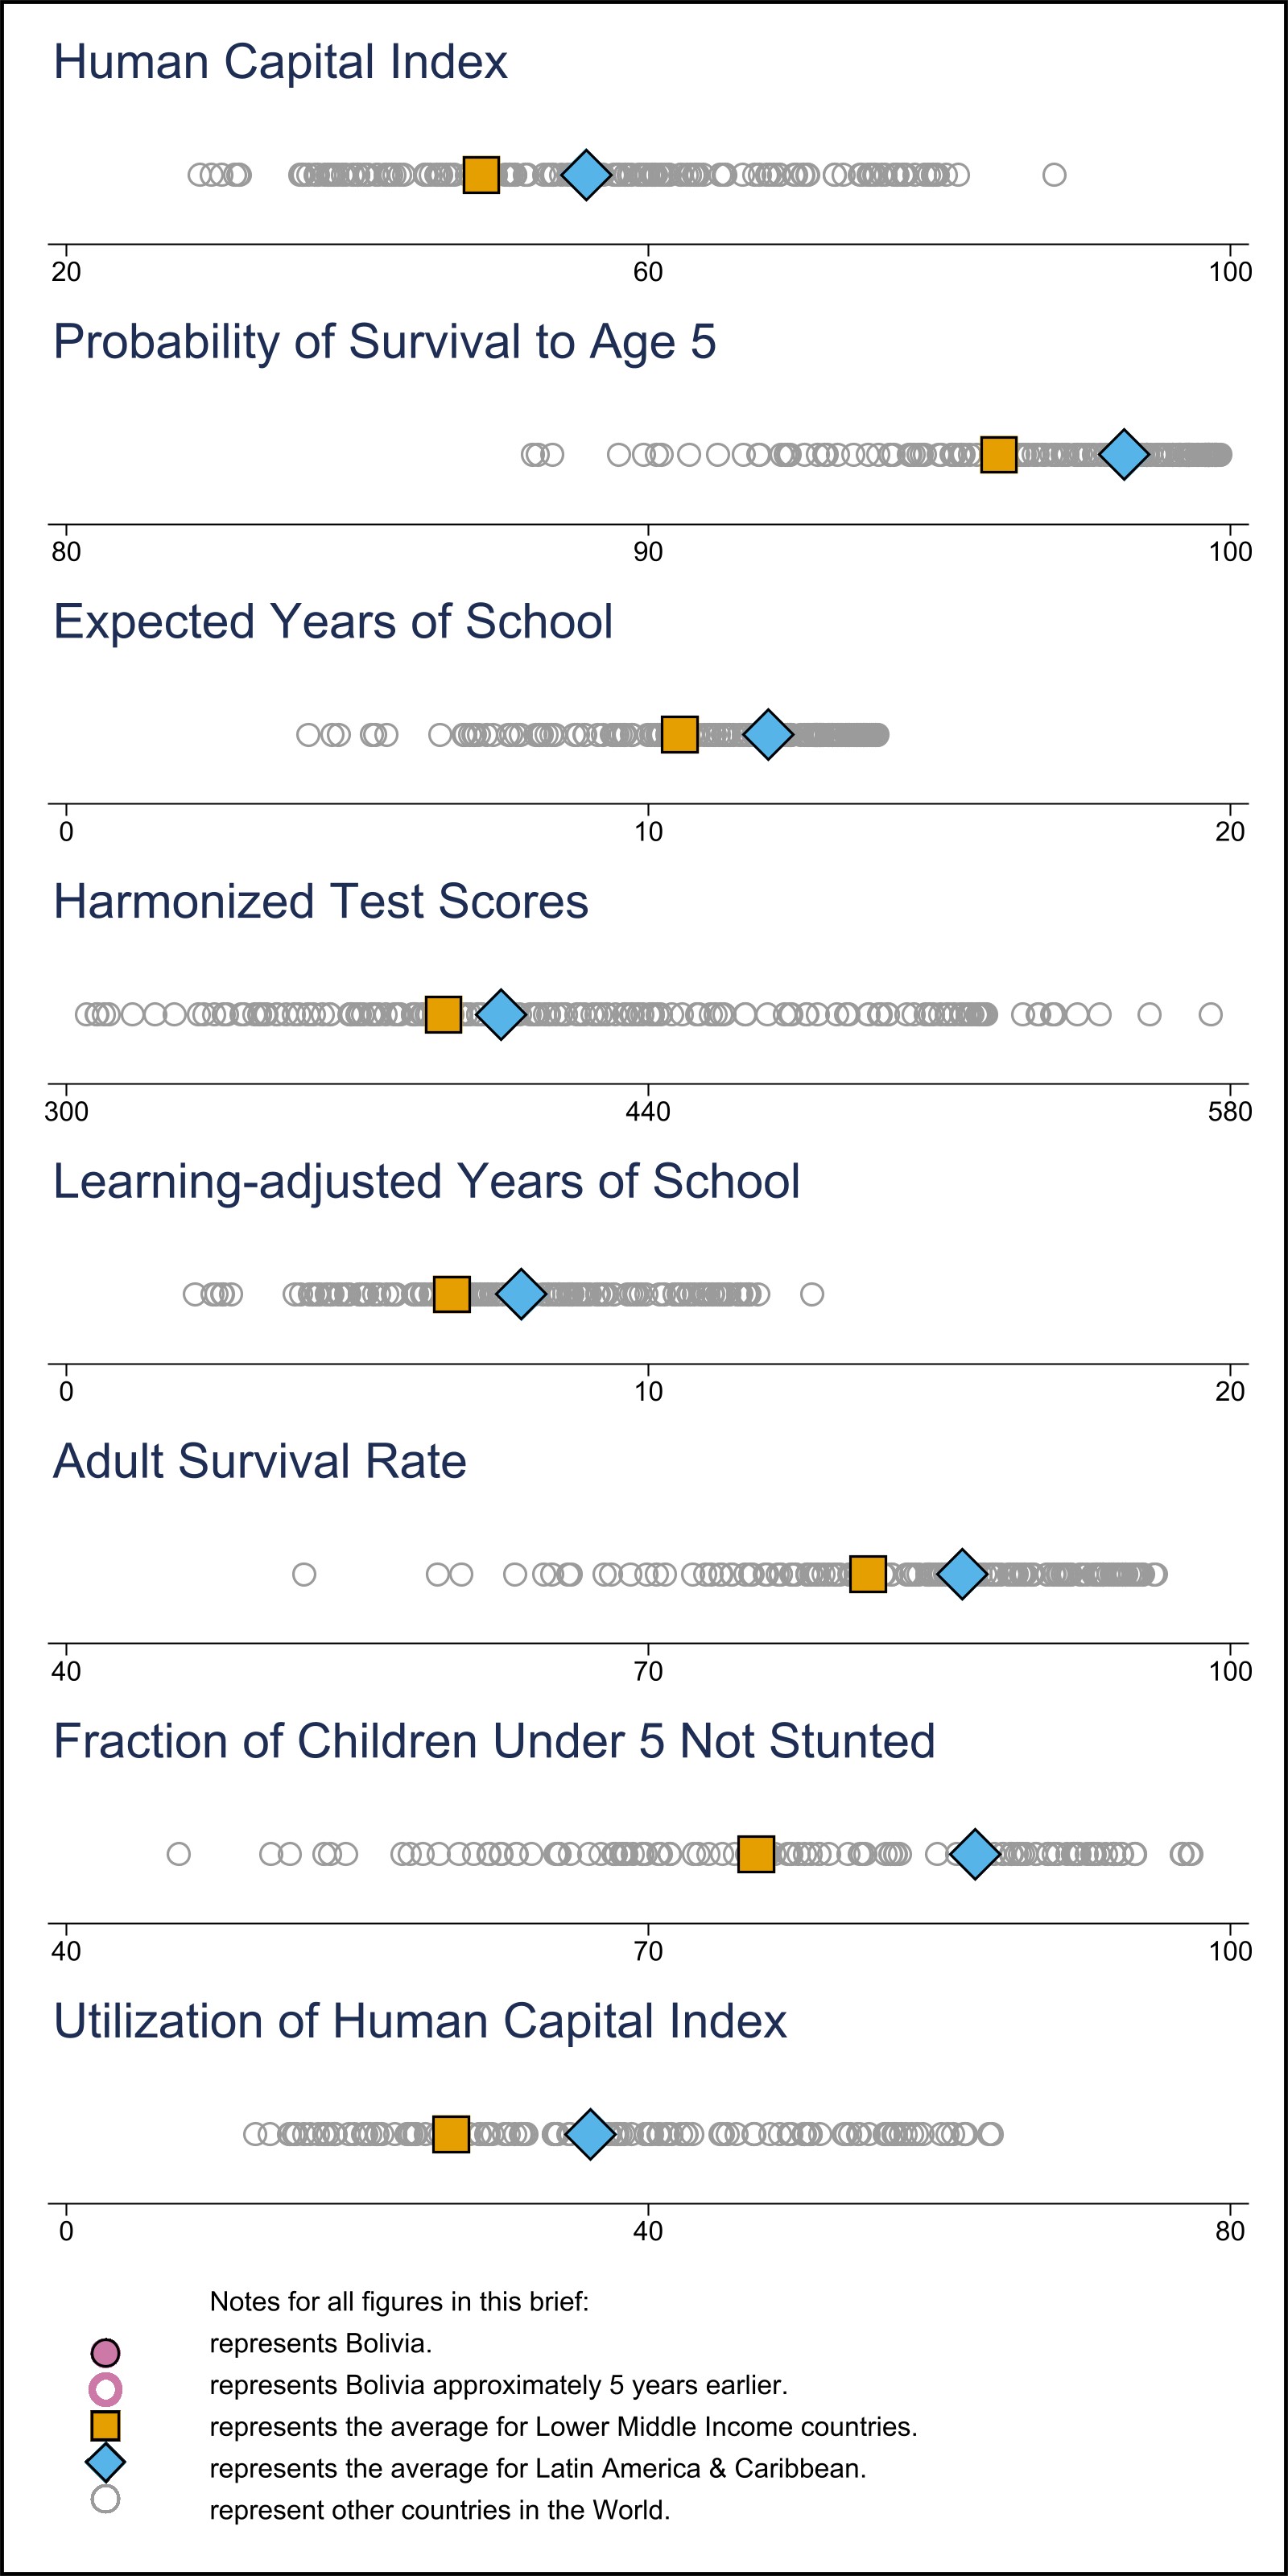 Human Capital Index
20 60 100
Probability of Survival to Age 5
80 90 100
Expected Years of School
0 10 20
Harmonized Test Scores
300 440 580
Learning-adjusted Years of School
0 10 20
Adult Survival Rate
40 70 100
Fraction of Children Under 5 Not Stunted
40 70 100
Utilization of Human Capital Index
0 40 80
Notes for all figures in this brief:
represents Bolivia.
represents Bolivia approximately 5 years earlier.
represents the average for Lower Middle Income countries.
represents the average for Latin America & Caribbean.
represent other countries in the World.